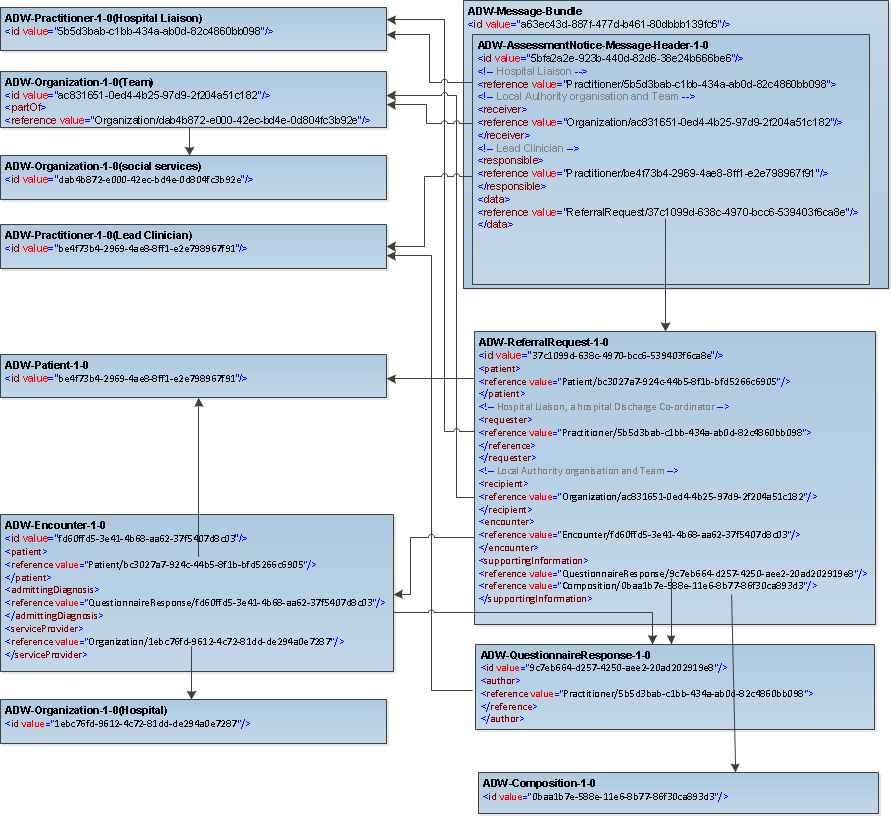 ADW-Practitioner-1-0(Hospital Liaison)
<id value="5b5d3bab-c1bb-434a-ab0d-82c4860bb098"/>
ADW-Organization-1-0(Team)
<id value="ac831651-0ed4-4b25-97d9-2f204a51c182"/>
<partOf>
<reference value="Organization/dab4b872-e000-42ec-bd4e-0d804fc3b92e"/>
ADW-Organization-1-0(social services)
<id value="dab4b872-e000-42ec-bd4e-0d804fc3b92e"/>
ADW-Practitioner-1-0(Lead Clinician)
<id value="be4f73b4-2969-4ae8-8ff1-e2e798967f91"/>
ADW-Patient-1-0
<id value="be4f73b4-2969-4ae8-8ff1-e2e798967f91"/>
ADW-Encounter-1-0
<id value="fd60ffd5-3e41-4b68-aa62-37f5407d8c03"/>
<patient>
<reference value="Patient/bc3027a7-924c-44b5-8f1b-bfd5266c6905"/>
</patient>
<admittingDiagnosis>
<reference value="QuestionnaireResponse/fd60ffd5-3e41-4b68-aa62-37f5407d8c03"/>
</admittingDiagnosis>
<serviceProvider>
<reference value="Organization/1ebc76fd-9612-4c72-81dd-de294a0e7287"/>
</serviceProvider>
ADW-Organization-1-0(Hospital)
<id value="1ebc76fd-9612-4c72-81dd-de294a0e7287"/>
ADW-Message-Bundle
<id value="a63ec43d-887f-477d-b461-80dbbb139fc6"/>
ADW-AssessmentNotice-Message-Header-1-0
<id value="5bfa2a2e-923b-440d-82d6-38e24b666be6"/>
<!-- Hospital Liaison -->
<reference value="Practitioner/5b5d3bab-c1bb-434a-ab0d-82c4860bb098">
<!-- Local Authority organisation and Team -->
<receiver>
<reference value="Organization/ac831651-0ed4-4b25-97d9-2f204a51c182"/>
</receiver>
<!-- Lead Clinician -->
<responsible>
<reference value="Practitioner/be4f73b4-2969-4ae8-8ff1-e2e798967f91"/>
</responsible>
<data>
<reference value="ReferralRequest/37c1099d-638c-4970-bcc6-539403f6ca8e"/>
</data>
ADW-ReferralRequest-1-0
<id value="37c1099d-638c-4970-bcc6-539403f6ca8e"/>
<patient>
<reference value="Patient/bc3027a7-924c-44b5-8f1b-bfd5266c6905"/>
</patient>
<!-- Hospital Liaison, a hospital Discharge Co-ordinator -->
<requester>
<reference value="Practitioner/5b5d3bab-c1bb-434a-ab0d-82c4860bb098">
</reference>
</requester>
<!-- Local Authority organisation and Team -->
<recipient>
<reference value="Organization/ac831651-0ed4-4b25-97d9-2f204a51c182"/>
</recipient>
<encounter>
<reference value="Encounter/fd60ffd5-3e41-4b68-aa62-37f5407d8c03"/>
</encounter>
<supportingInformation>
<reference value="QuestionnaireResponse/9c7eb664-d257-4250-aee2-20ad202919e8"/>
<reference value="Composition/0baa1b7e-588e-11e6-8b77-86f30ca893d3"/>
</supportingInformation>
ADW-QuestionnaireResponse-1-0
<id value="9c7eb664-d257-4250-aee2-20ad202919e8"/>
<author>
<reference value="Practitioner/5b5d3bab-c1bb-434a-ab0d-82c4860bb098">
</reference>
</author>
ADW-Composition-1-0
<id value="0baa1b7e-588e-11e6-8b77-86f30ca893d3"/>